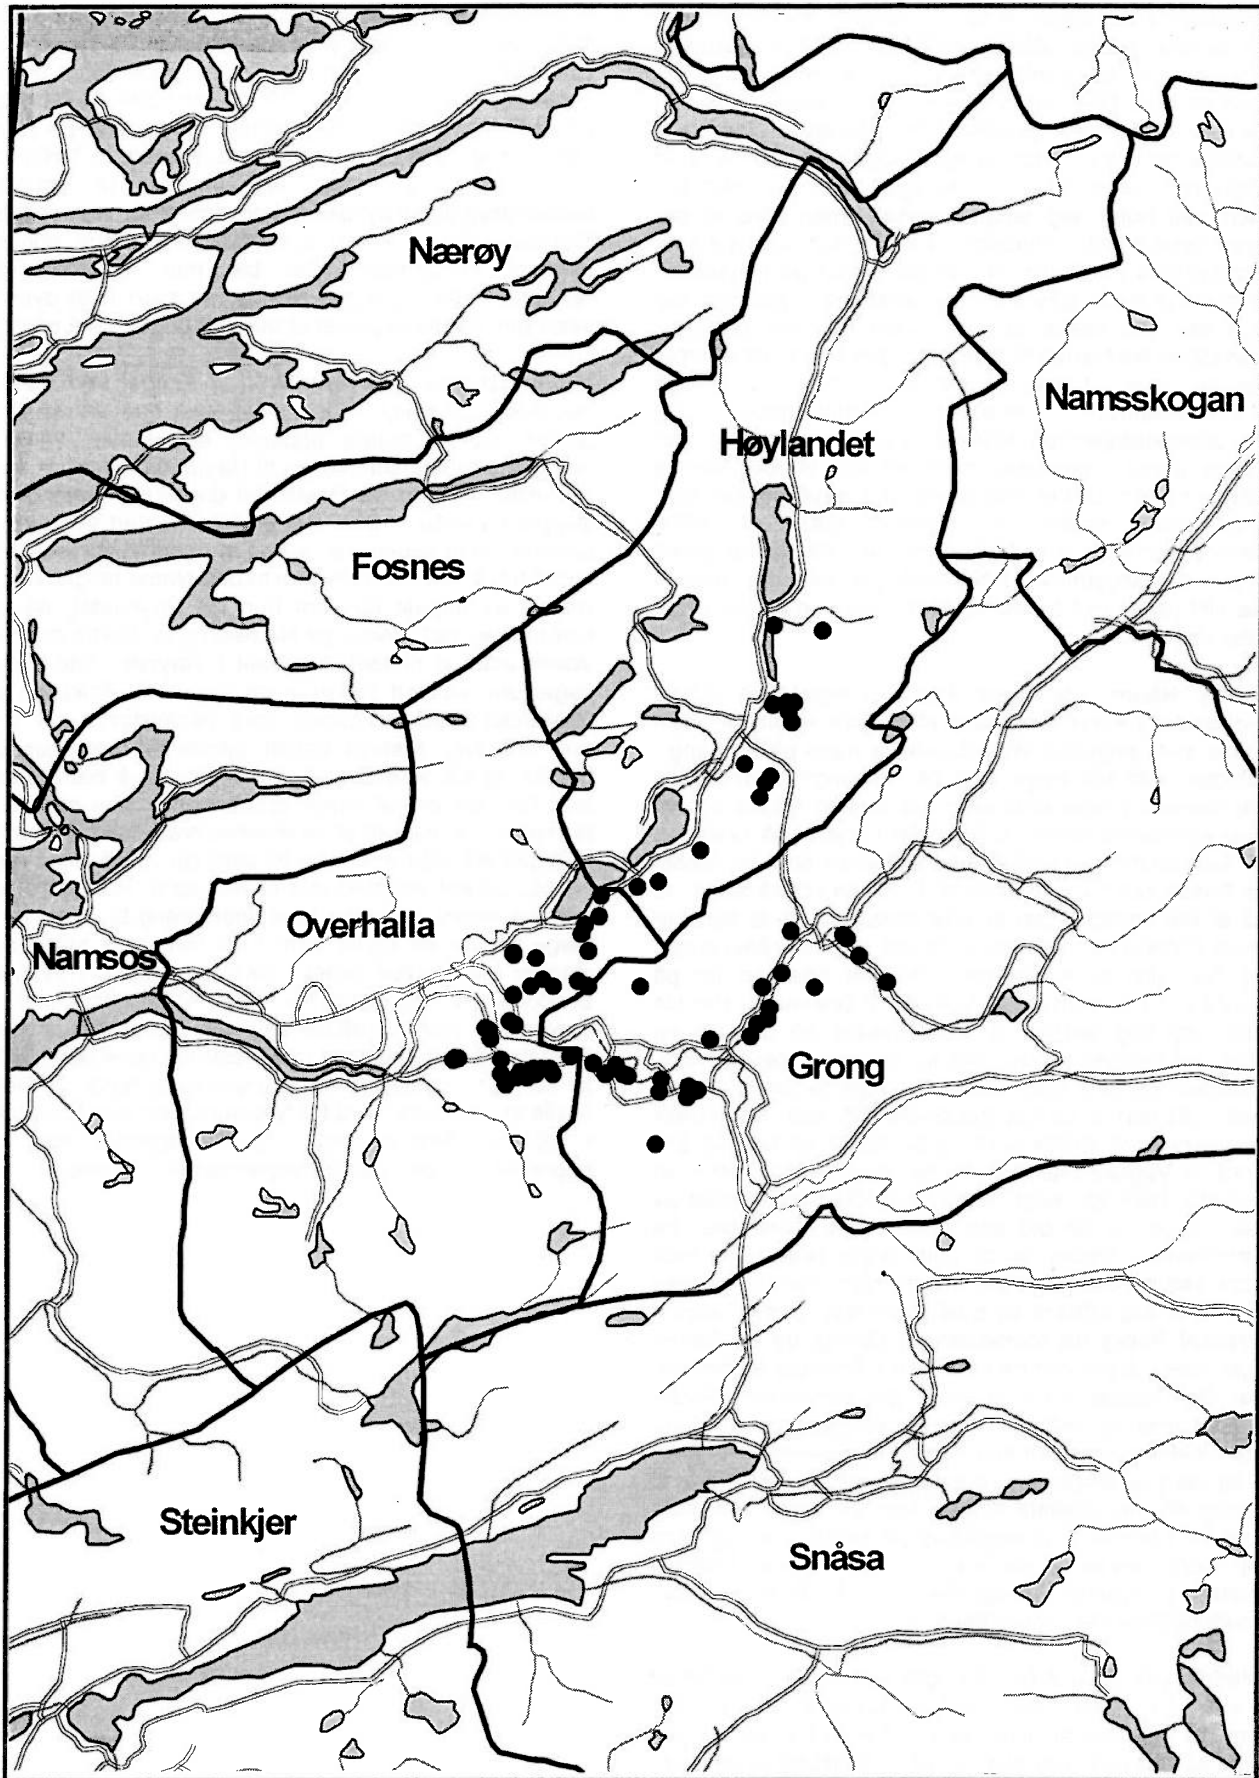 Nærøy
Namsskogan
Høylandet
Fosnes
Overhalla
Namsos
Grong
Steinkjer
Snåsa